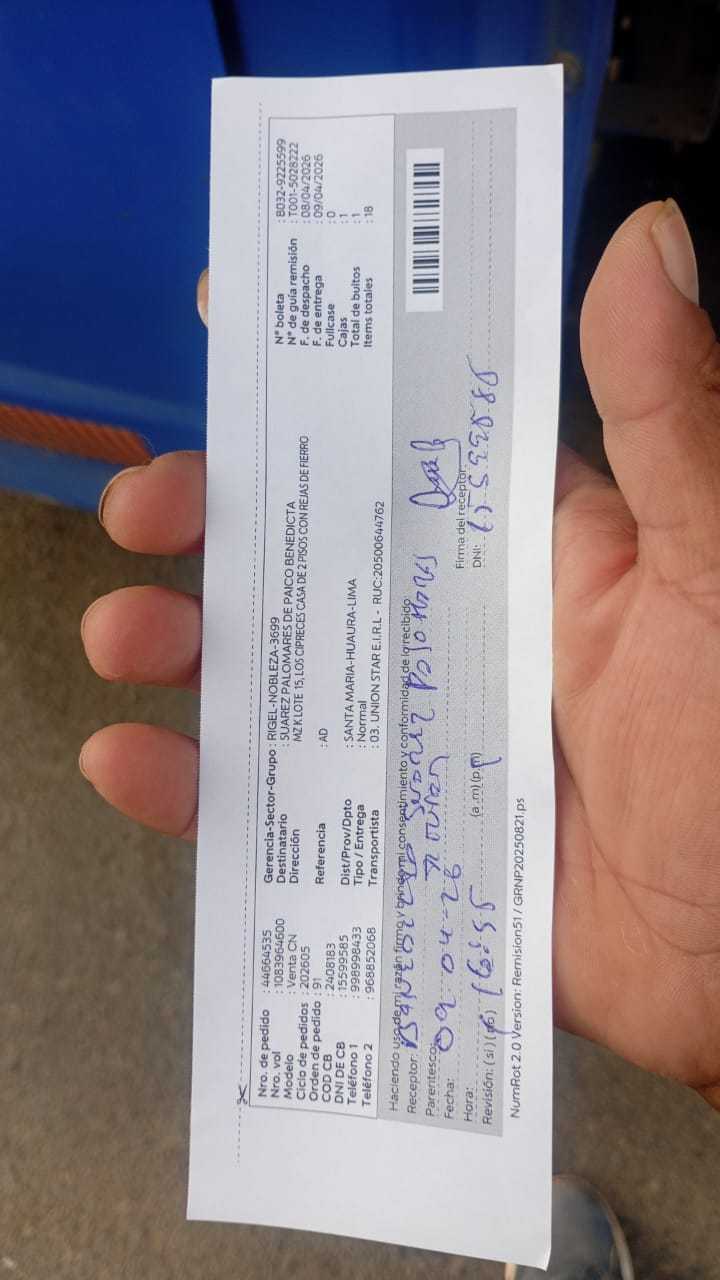 Nro. de pedido : 44664535
Nro. vol : 1083964600
Modelo : Venta CN
Ciclo de pedidos : 202605
Orden de pedido : 91
COD CB : 2408183
DNI DE CB : 15599585
Teléfono 1 : 998998433
Teléfono 2 : 968852068
Gerencia-Sector-Grupo : RIGEL-NOBLEZA-3699
Destinatario : SUAREZ PALOMARES DE PAICO BENEDICTA
Dirección MZ K LOTE 15, LOS CIPRECES CASA DE 2 PISOS CON REJAS DE FIERRO
Referencia : AD
Dist/Prov/Dpto : SANTA MARIA-HUAURA-LIMA
Tipo / Entrega : Normal
Transportista : 03. UNION STAR E.I.R.L - RUC:20500644762
N° boleta : B032-9225599
N° de guía remisión : T001-5028222
F. de despacho : 08/04/2026
F. de entrega : 09/04/2026
Fullcase : 0
Cajas : 1
Total de bultos : 1
Items totales : 18
Haciendo uso de mi razón firmo y brindo mi consentimiento y conformidad de lo recibido
Receptor:
Parentesco:
Fecha: 09-04-26
Hora: 16:55 (a.m)(p.m)
Revisión: (si)(no)
Firma del receptor:
DNI:
NumRot 2.0 Version: Remision51 / GRNP20250821.ps